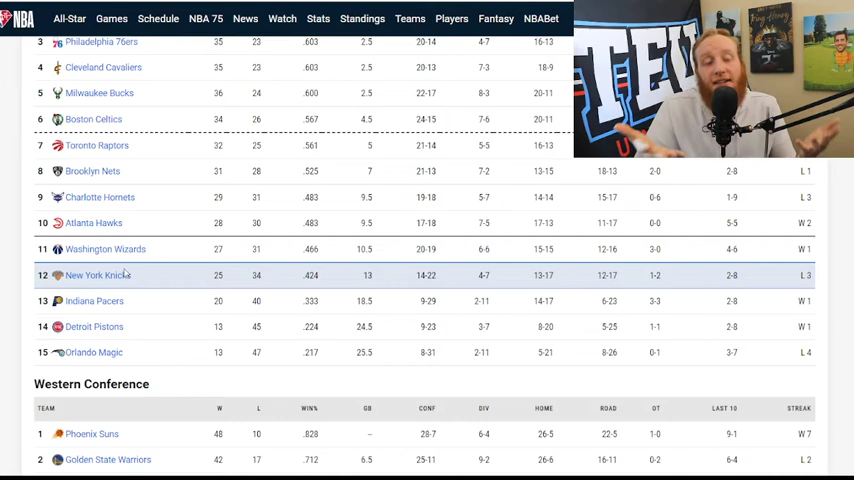 NBA All-Star Games Schedule NBA 75 News Watch Stats Standings Teams Players Fantasy NBABet
3 Philadelphia 76ers 35 23 .603 2.5 20-14 4-7 16-13
4 Cleveland Cavaliers 35 23 .603 2.5 20-13 7-3 18-9
5 Milwaukee Bucks 36 24 .600 2.5 22-17 8-3 20-11
6 Boston Celtics 34 26 .567 4.5 24-15 7-6 20-11
7 Toronto Raptors 32 25 .561 5 21-14 5-5 16-13
8 Brooklyn Nets 31 28 .525 7 21-13 7-2 13-15 18-13 2-0 2-8 L 1
9 Charlotte Hornets 29 31 .483 9.5 19-18 5-7 14-14 15-17 0-6 1-9 L 3
10 Atlanta Hawks 28 30 .483 9.5 17-18 7-5 17-13 11-17 0-0 5-5 W 2
11 Washington Wizards 27 31 .466 10.5 20-19 6-6 15-15 12-16 3-0 4-6 W 1
12 New York Knicks 25 34 .424 13 14-22 4-7 13-17 12-17 1-2 2-8 L 3
13 Indiana Pacers 20 40 .333 18.5 9-29 2-11 14-17 6-23 3-3 2-8 W 1
14 Detroit Pistons 13 45 .224 24.5 9-23 3-7 8-20 5-25 1-1 2-8 W 1
15 Orlando Magic 13 47 .217 25.5 8-31 2-11 5-21 8-26 0-1 3-7 L 4
Western Conference
TEAM W L WIN% GB CONF DIV HOME ROAD OT LAST 10 STREAK
1 Phoenix Suns 48 10 .828 -- 28-7 6-4 26-5 22-5 1-0 9-1 W 7
2 Golden State Warriors 42 17 .712 6.5 25-11 9-2 26-6 16-11 0-2 6-4 L 2